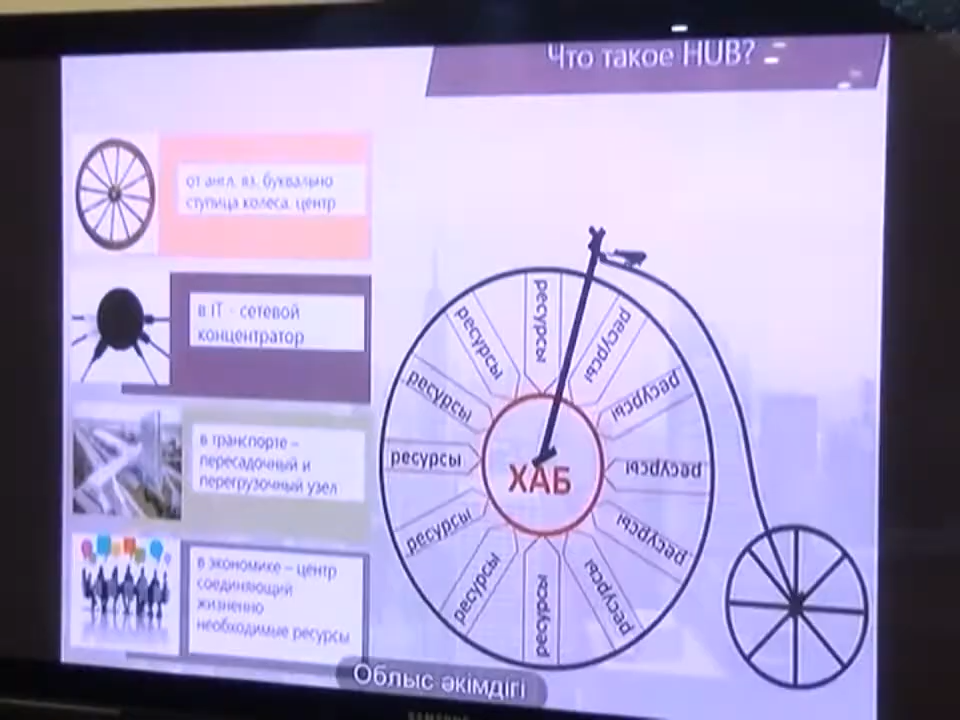 Что такое HUB?
от англ. яз. буквально
ступица колеса, центр
в IT - сетевой
концентратор
в транспорте –
пересадочный и
перегрузочный узел
в экономике – центр
соединяющий
жизненно
необходимые ресурсы
ресурсы
ресурсы
ресурсы
ресурсы
ресурсы
ресурсы
ресурсы
ресурсы
ресурсы
ресурсы
ресурсы
ресурсы
ХАБ
Облыс әкімдігі
SAMSUNG